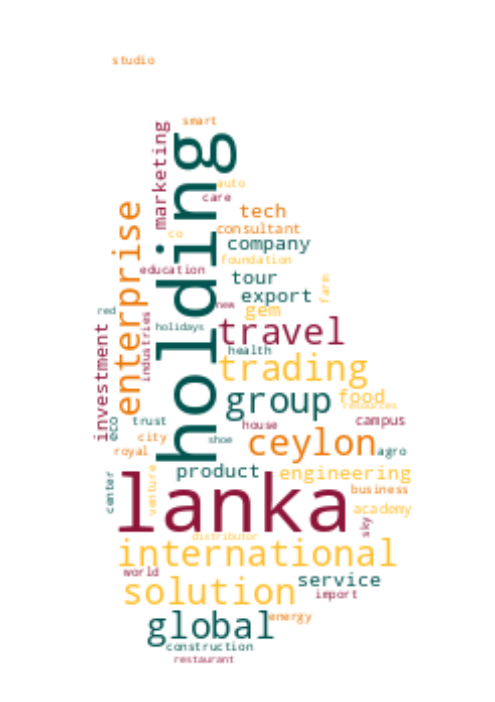 studio
smart
marketing
holding
auto
care
enterprise
tech
co
consultant
company
foundation
education
tour
farm
export
new
gem
red
industries
holidays
travel
investment
health
trading
group
food
resources
eco
trust
house
campus
city
shoe
ceylon
royal
agro
center
venture
product
engineering
lanka
business
academy
sky
distributor
international
world
solution
service
import
global
energy
construction
restaurant